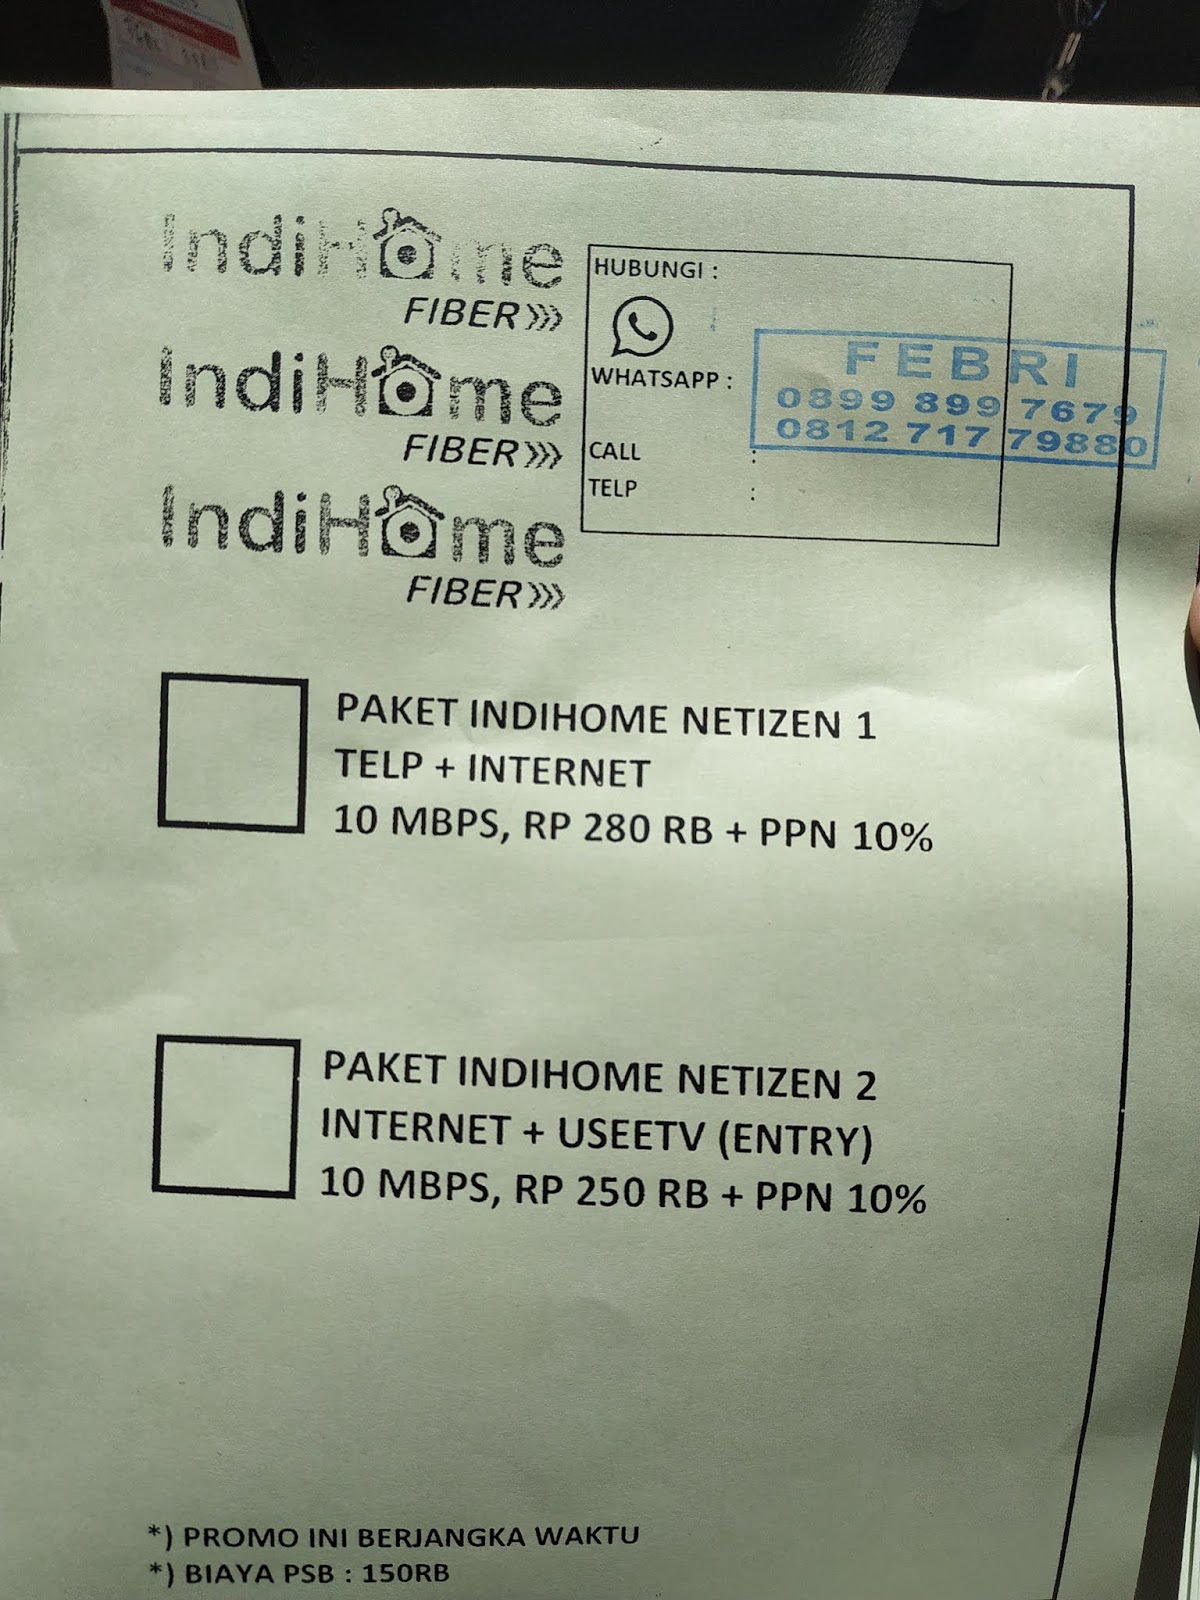 IndiHome
FIBER
IndiHome
FIBER
IndiHome
FIBER
HUBUNGI :
WHATSAPP :
CALL :
TELP :
FEBRI
0899 899 7679
0812 717 79880
PAKET INDIHOME NETIZEN 1
TELP + INTERNET
10 MBPS, RP 280 RB + PPN 10%
PAKET INDIHOME NETIZEN 2
INTERNET + USEETV (ENTRY)
10 MBPS, RP 250 RB + PPN 10%
*) PROMO INI BERJANGKA WAKTU
*) BIAYA PSB : 150RB